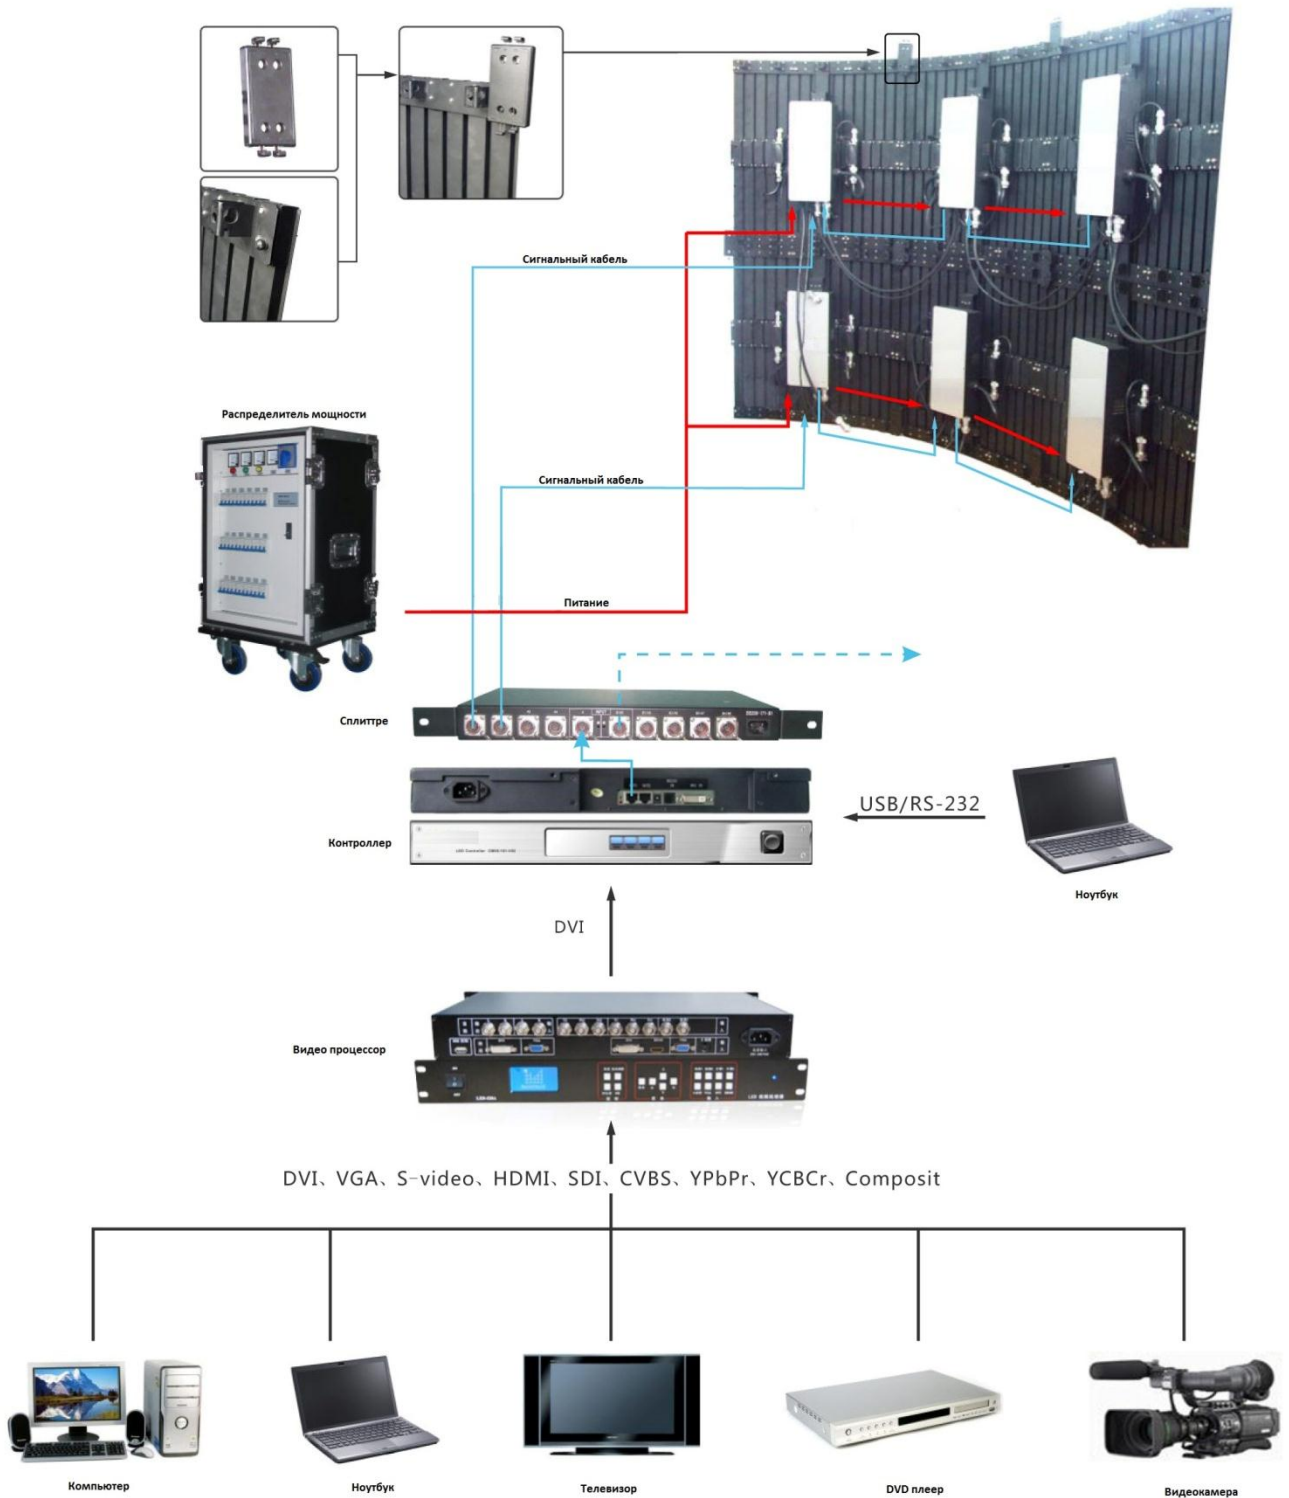 Сигнальный кабель
Распределитель мощности
Сигнальный кабель
Питание
Сплиттре
INPUT
USB/RS-232
Контроллер
Ноутбук
DVI
Видео процессор
DVI、VGA、S-video、HDMI、SDI、CVBS、YPbPr、YCBCr、Composit
Компьютер
Ноутбук
Телевизор
DVD плеер
Видеокамера